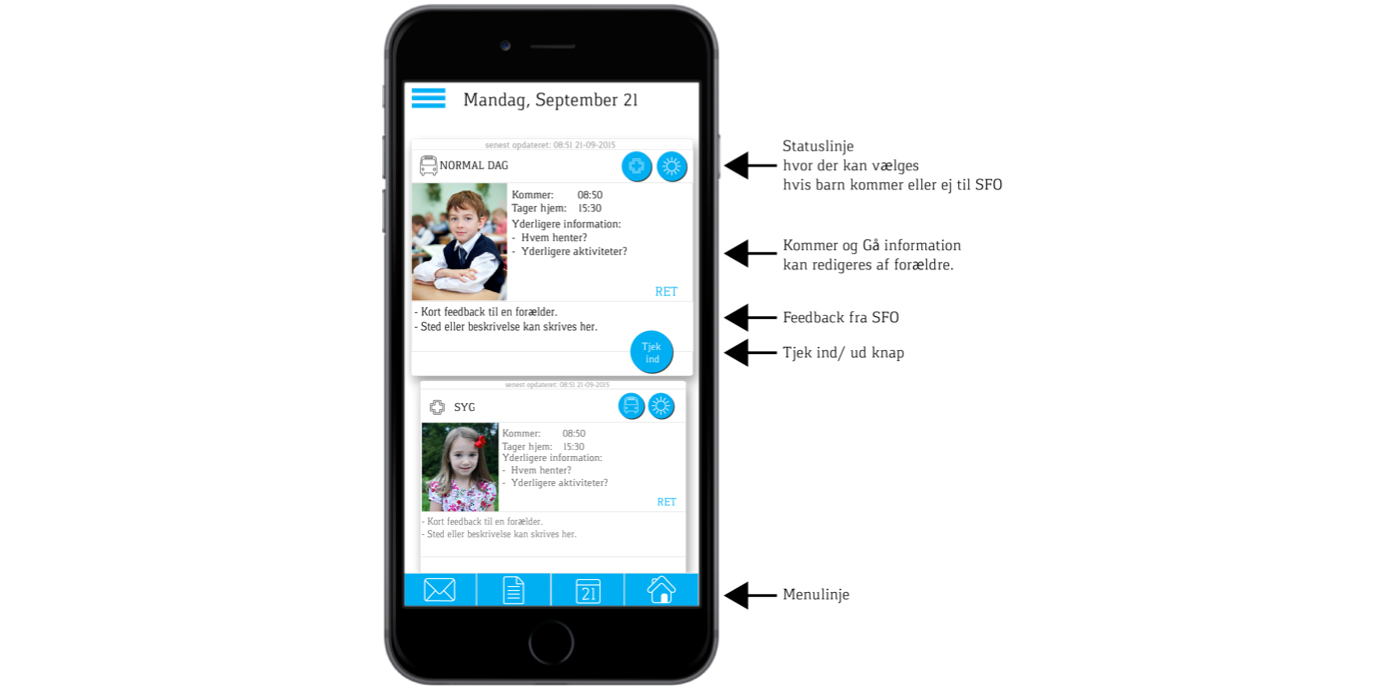 Mandag, September 21
senest opdateret: 08:51 21-09-2015
NORMAL DAG
Kommer: 08:50
Tager hjem: 15:30
Yderligere information:
- Hvem henter?
- Yderligere aktiviteter?
RET
- Kort feedback til en forælder.
- Sted eller beskrivelse kan skrives her.
Tjek
ind
senest opdateret: 08:51 21-09-2015
SYG
Kommer: 08:50
Tager hjem: 15:30
Yderligere information:
- Hvem henter?
- Yderligere aktiviteter?
RET
- Kort feedback til en forælder.
- Sted eller beskrivelse kan skrives her.
21
Statuslinje
hvor der kan vælges
hvis barn kommer eller ej til SFO
Kommer og Gå information
kan redigeres af forældre.
Feedback fra SFO
Tjek ind/ ud knap
Menulinje